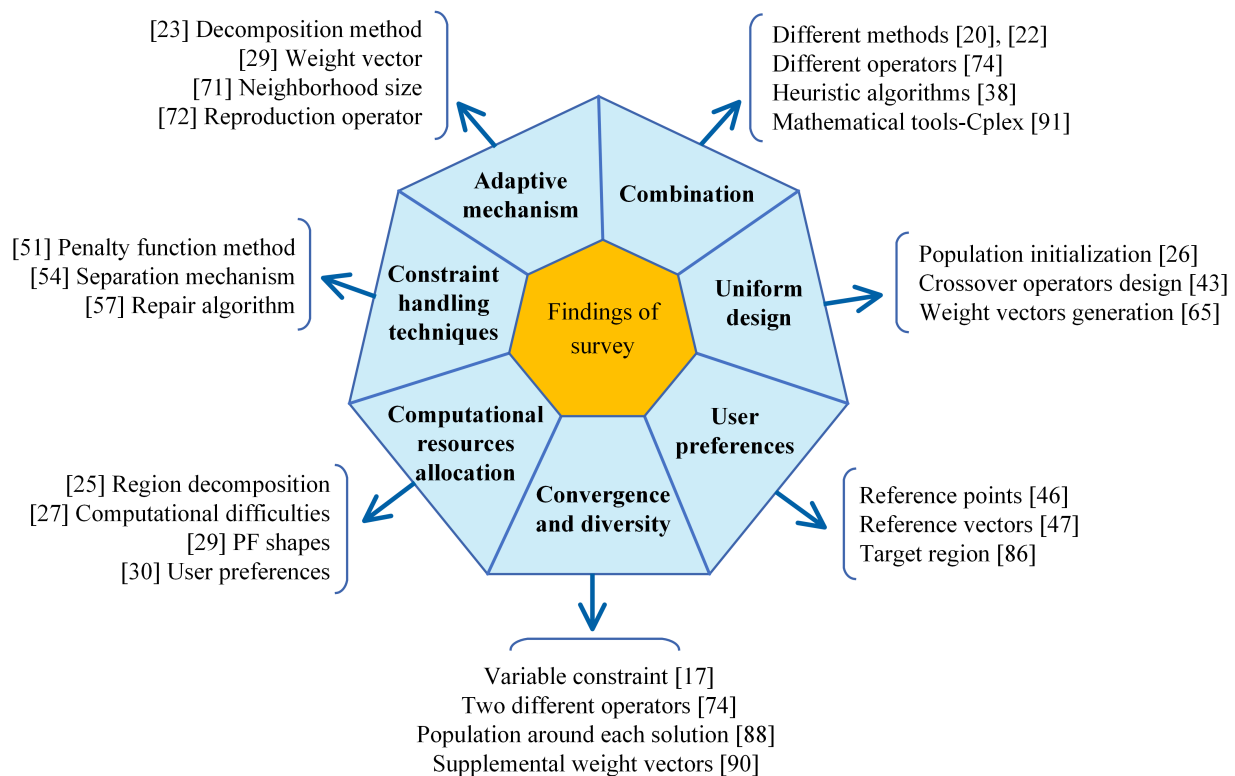 [23] Decomposition method
[29] Weight vector
[71] Neighborhood size
[72] Reproduction operator
Different methods [20], [22]
Different operators [74]
Heuristic algorithms [38]
Mathematical tools-Cplex [91]
Adaptive
mechanism
Combination
[51] Penalty function method
[54] Separation mechanism
[57] Repair algorithm
Constraint
handling
techniques
Findings of
survey
Uniform
design
Population initialization [26]
Crossover operators design [43]
Weight vectors generation [65]
Computational
resources
allocation
User
preferences
Convergence
and diversity
[25] Region decomposition
[27] Computational difficulties
[29] PF shapes
[30] User preferences
Reference points [46]
Reference vectors [47]
Target region [86]
Variable constraint [17]
Two different operators [74]
Population around each solution [88]
Supplemental weight vectors [90]